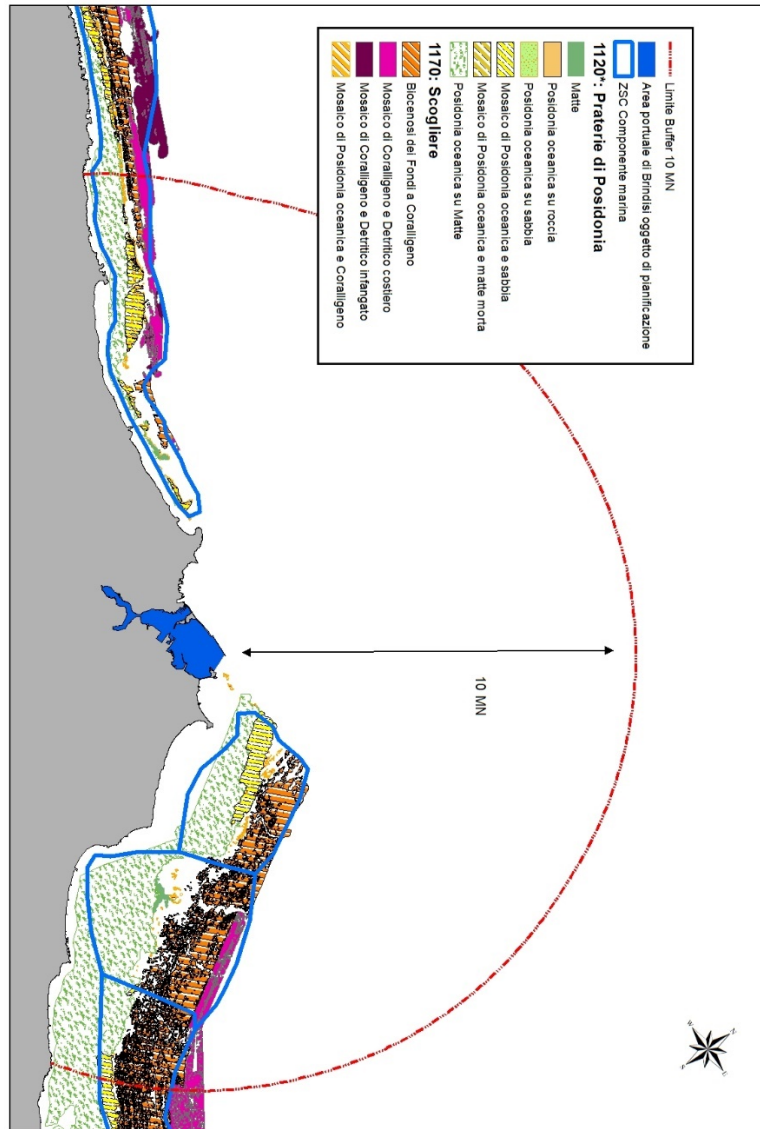 Limite Buffer 10 MN
Area portuale di Brindisi oggetto di pianificazione
ZSC Componente marina
1120*: Praterie di Posidonia
Matte
Posidonia oceanica su roccia
Posidonia oceanica su sabbia
Mosaico di Posidonia oceanica e sabbia
Mosaico di Posidonia oceanica e matte morta
Posidonia oceanica su Matte
1170: Scogliere
Biocenosi dei Fondi a Coralligeno
Mosaico di Coralligeno e Detritico costiero
Mosaico di Coralligeno e Detritico infangato
Mosaico di Posidonia oceanica e Coralligeno
10 MN